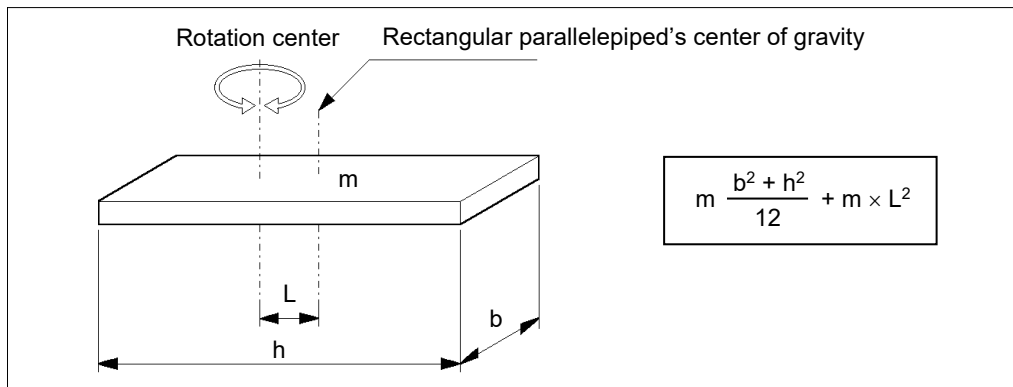 Rotation center
Rectangular parallelepiped's center of gravity
m
m (b² + h²)/12 + m × L²
L
b
h